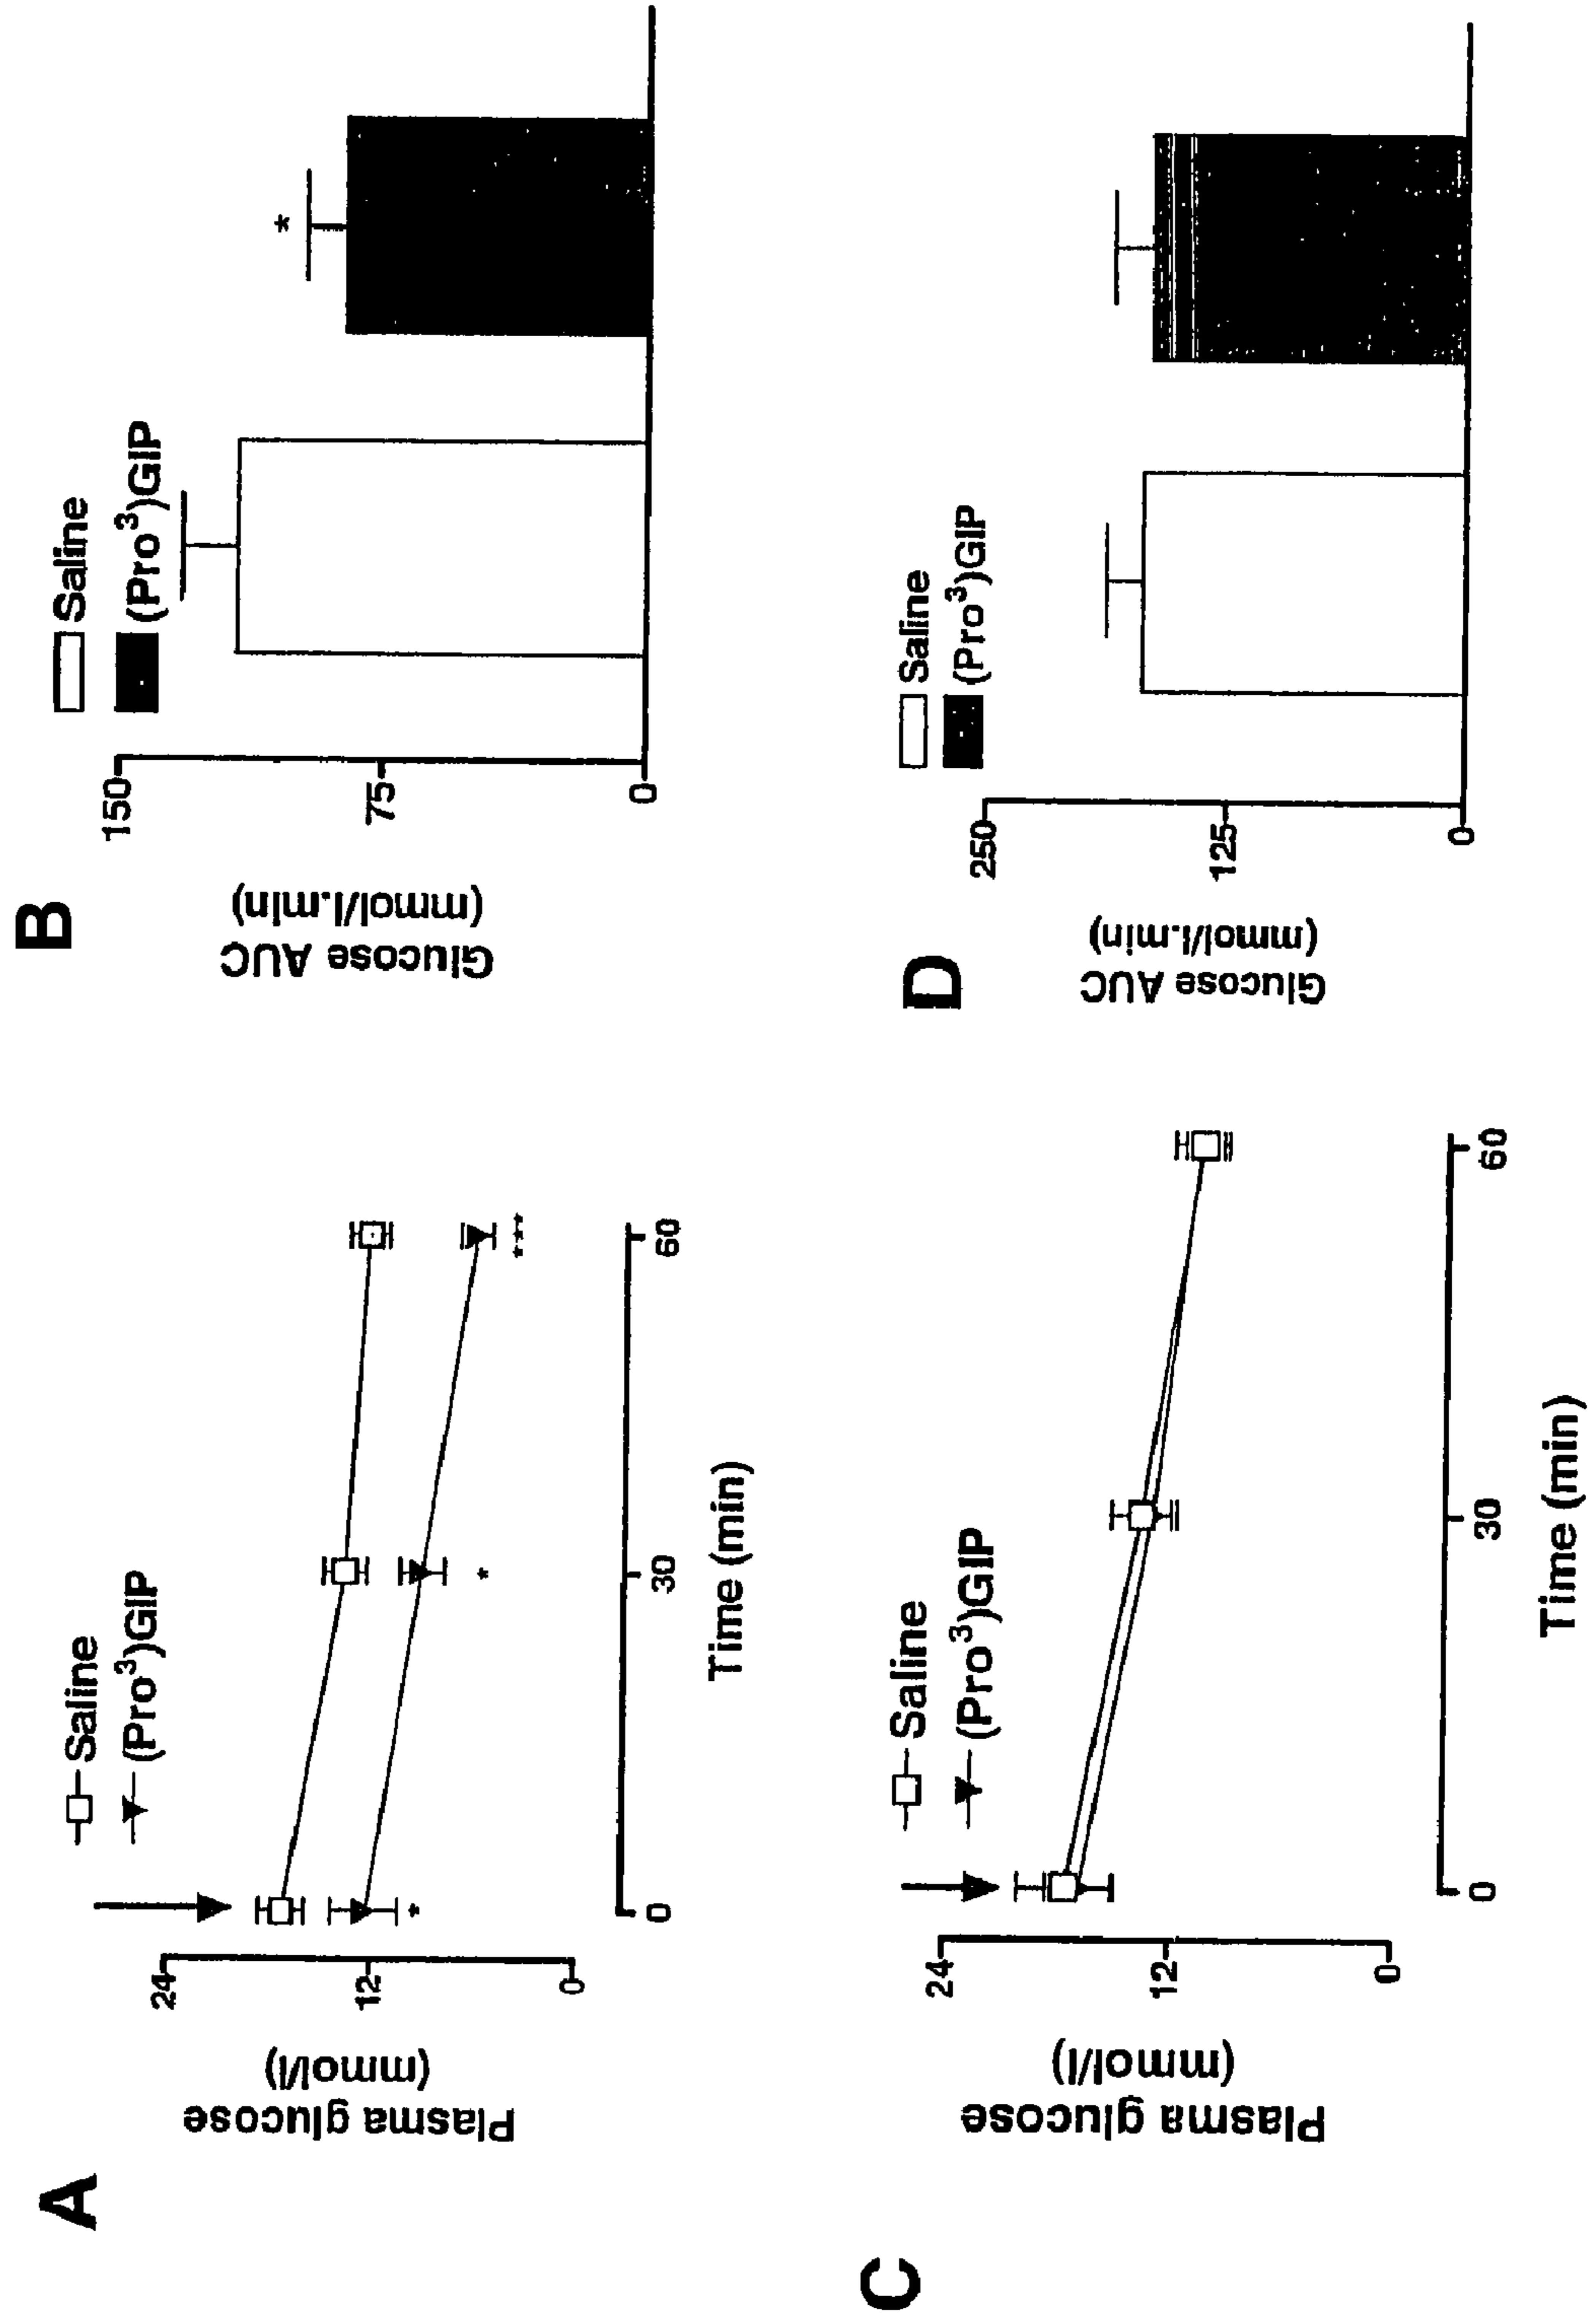 A
Plasma glucose
(mmol/l)
24
12
0
Saline
(Pro³)GIP
*
*
***
0
30
60
Time (min)
B
Glucose AUC
(mmol/l.min)
150
75
0
Saline
(Pro³)GIP
*
C
Plasma glucose
(mmol/l)
24
12
0
Saline
(Pro³)GIP
0
30
60
Time (min)
D
Glucose AUC
(mmol/l.min)
250
125
0
Saline
(Pro³)GIP